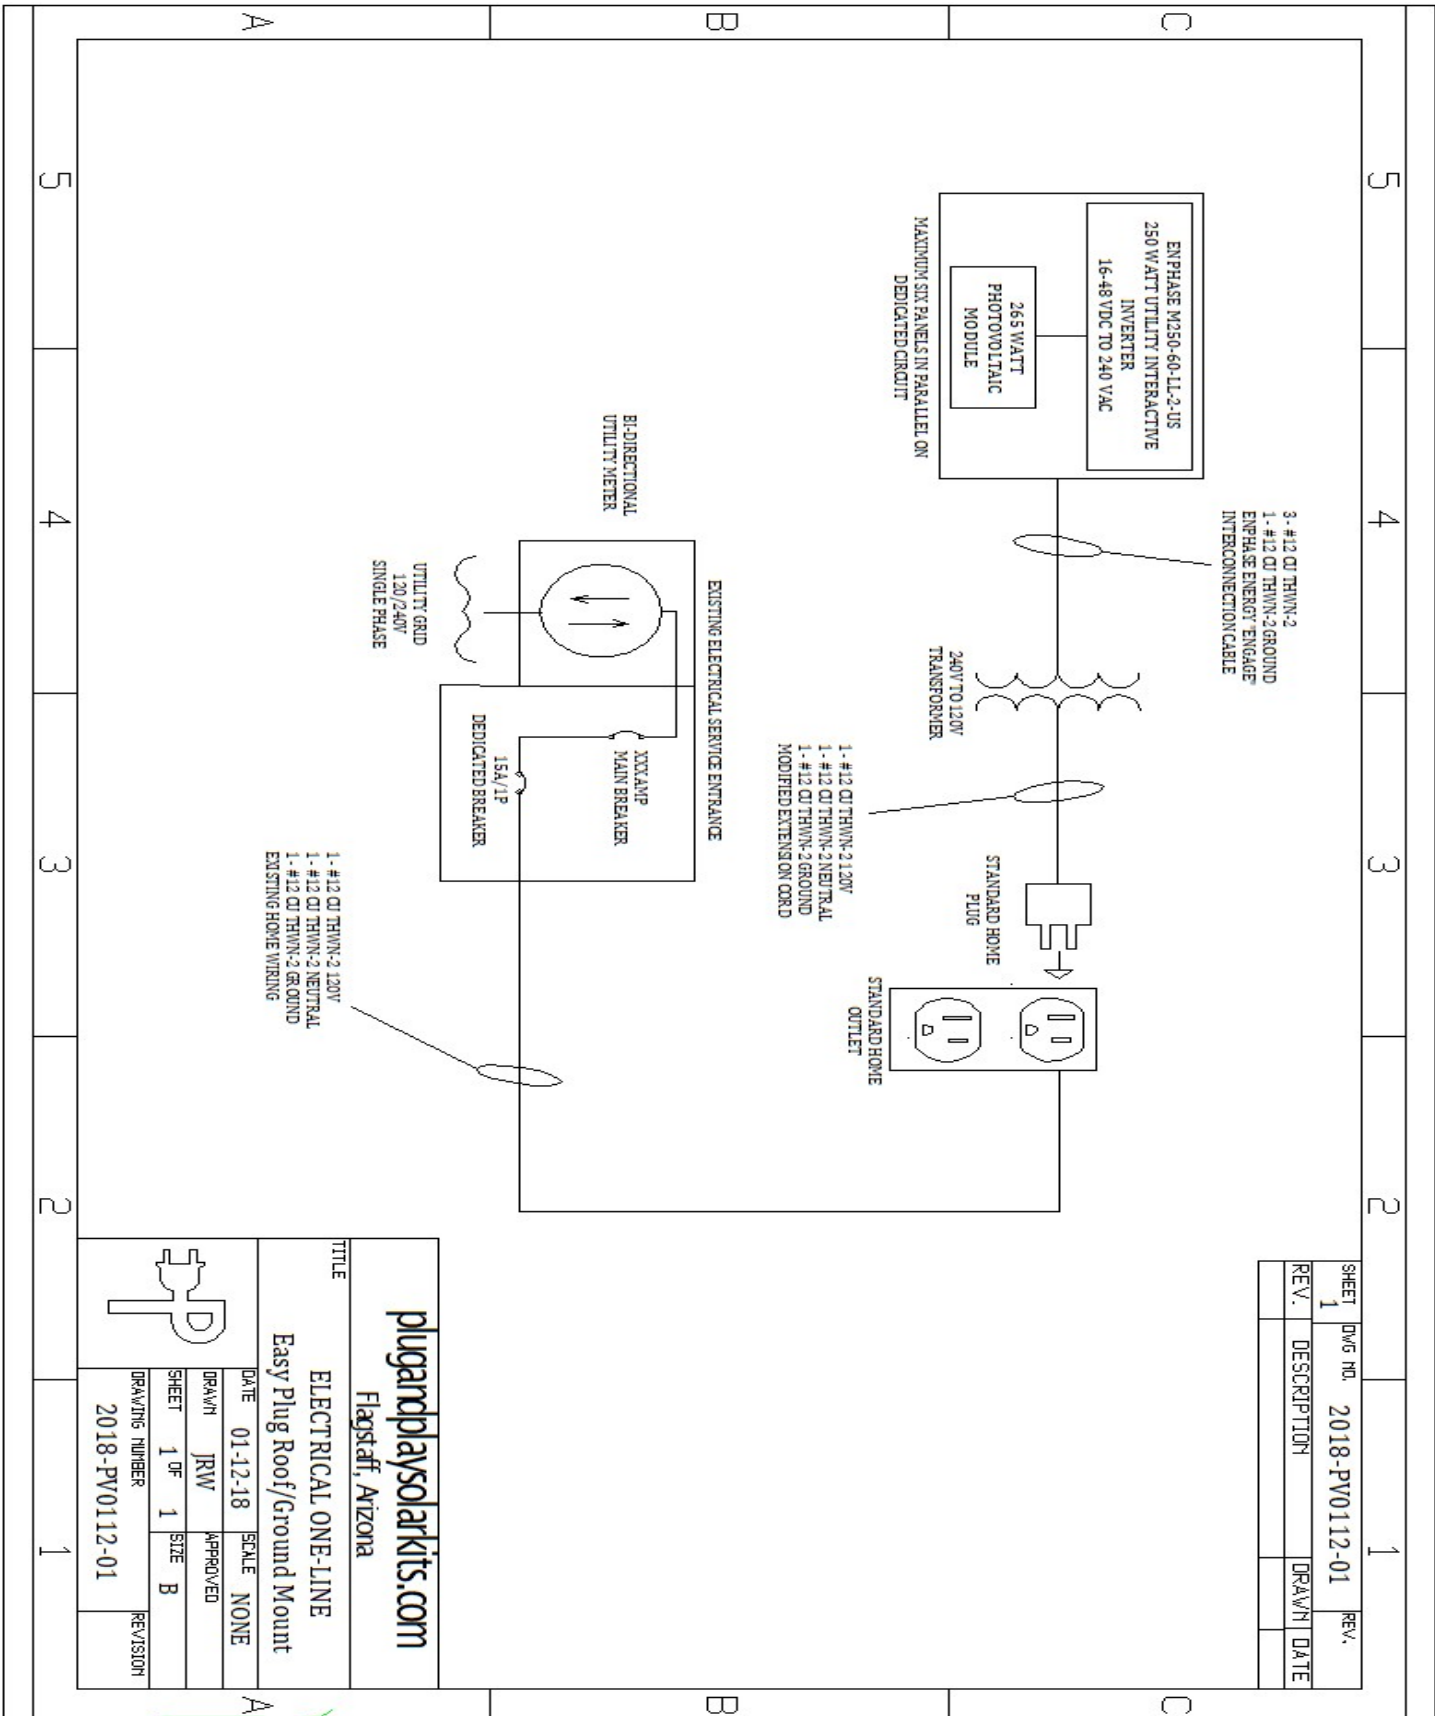 5
4
3
2
1
C
B
A
SHEET 1
DWG NO. 2018-PV0112-01
REV.
REV.
DESCRIPTION
DRAWN
DATE
3- #12 CU THWN-2
1- #12 CU THWN-2 GROUND
ENPHASE ENERGY "ENGAGE"
INTERCONNECTION CABLE
ENPHASE M250-60-LL-2-US
250 WATT UTILITY INTERACTIVE
INVERTER
16-48 VDC TO 240 VAC
265 WATT
PHOTOVOLTAIC
MODULE
MAXIMUM SIX PANELS IN PARALLEL ON
DEDICATED CIRCUIT
240V TO 120V
TRANSFORMER
1- #12 CU THWN-2 120V
1- #12 CU THWN-2 NEUTRAL
1- #12 CU THWN-2 GROUND
MODIFIED EXTENSION CORD
STANDARD HOME
PLUG
STANDARD HOME
OUTLET
EXISTING ELECTRICAL SERVICE ENTRANCE
BI-DIRECTIONAL
UTILITY METER
XXX AMP
MAIN BREAKER
15A/1P
DEDICATED BREAKER
UTILITY GRID
120/240V
SINGLE PHASE
1- #12 CU THWN-2 120V
1- #12 CU THWN-2 NEUTRAL
1- #12 CU THWN-2 GROUND
EXISTING HOME WIRING
plugandplaysolarkits.com
Flagstaff, Arizona
TITLE
ELECTRICAL ONE-LINE
Easy Plug Roof/Ground Mount
DATE 01-12-18
SCALE NONE
DRAWN JRW
APPROVED
SHEET 1 OF 1
SIZE B
DRAWING NUMBER
2018-PV0112-01
REVISION
P
5
4
3
2
1
C
B
A